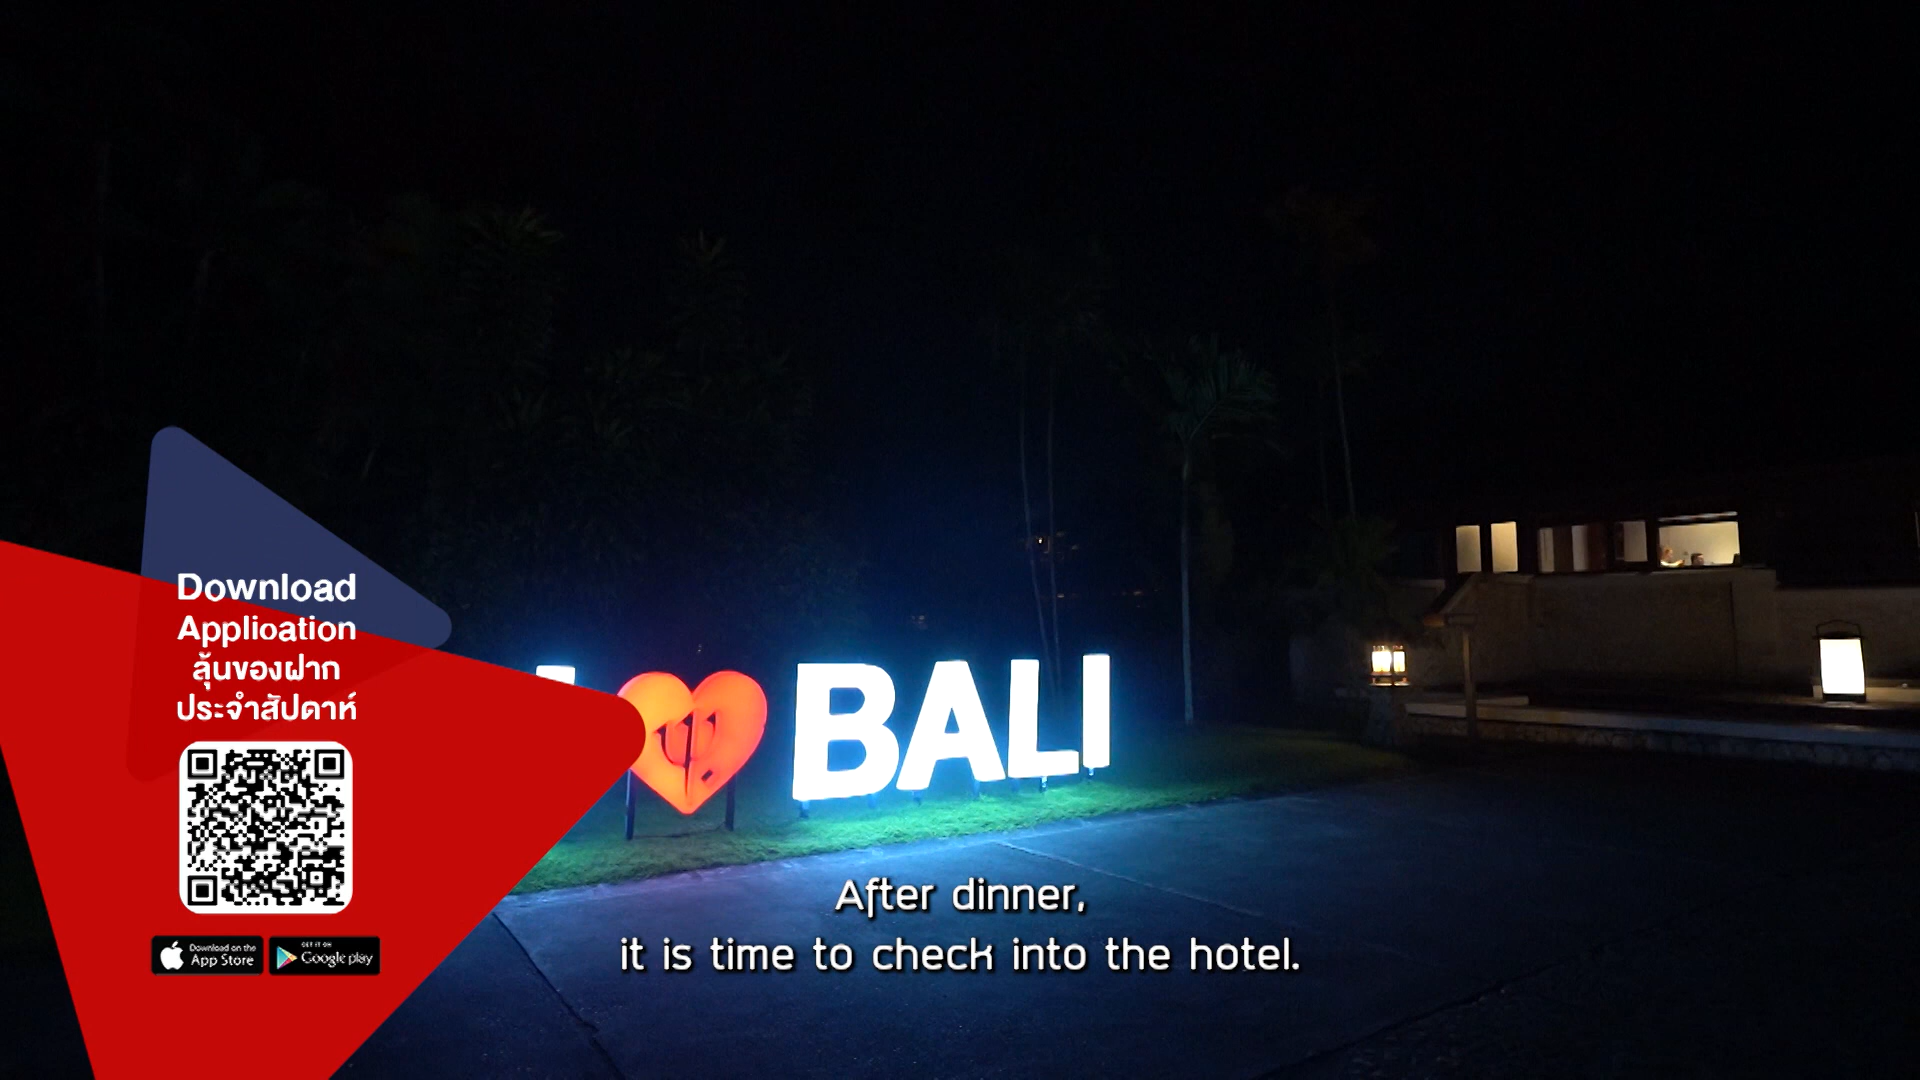 Download
Application
ลุ้นของฝาก
ประจำสัปดาห์
Download on the
App Store
GET IT ON
Google play
I
BALI
After dinner,
it is time to check into the hotel.